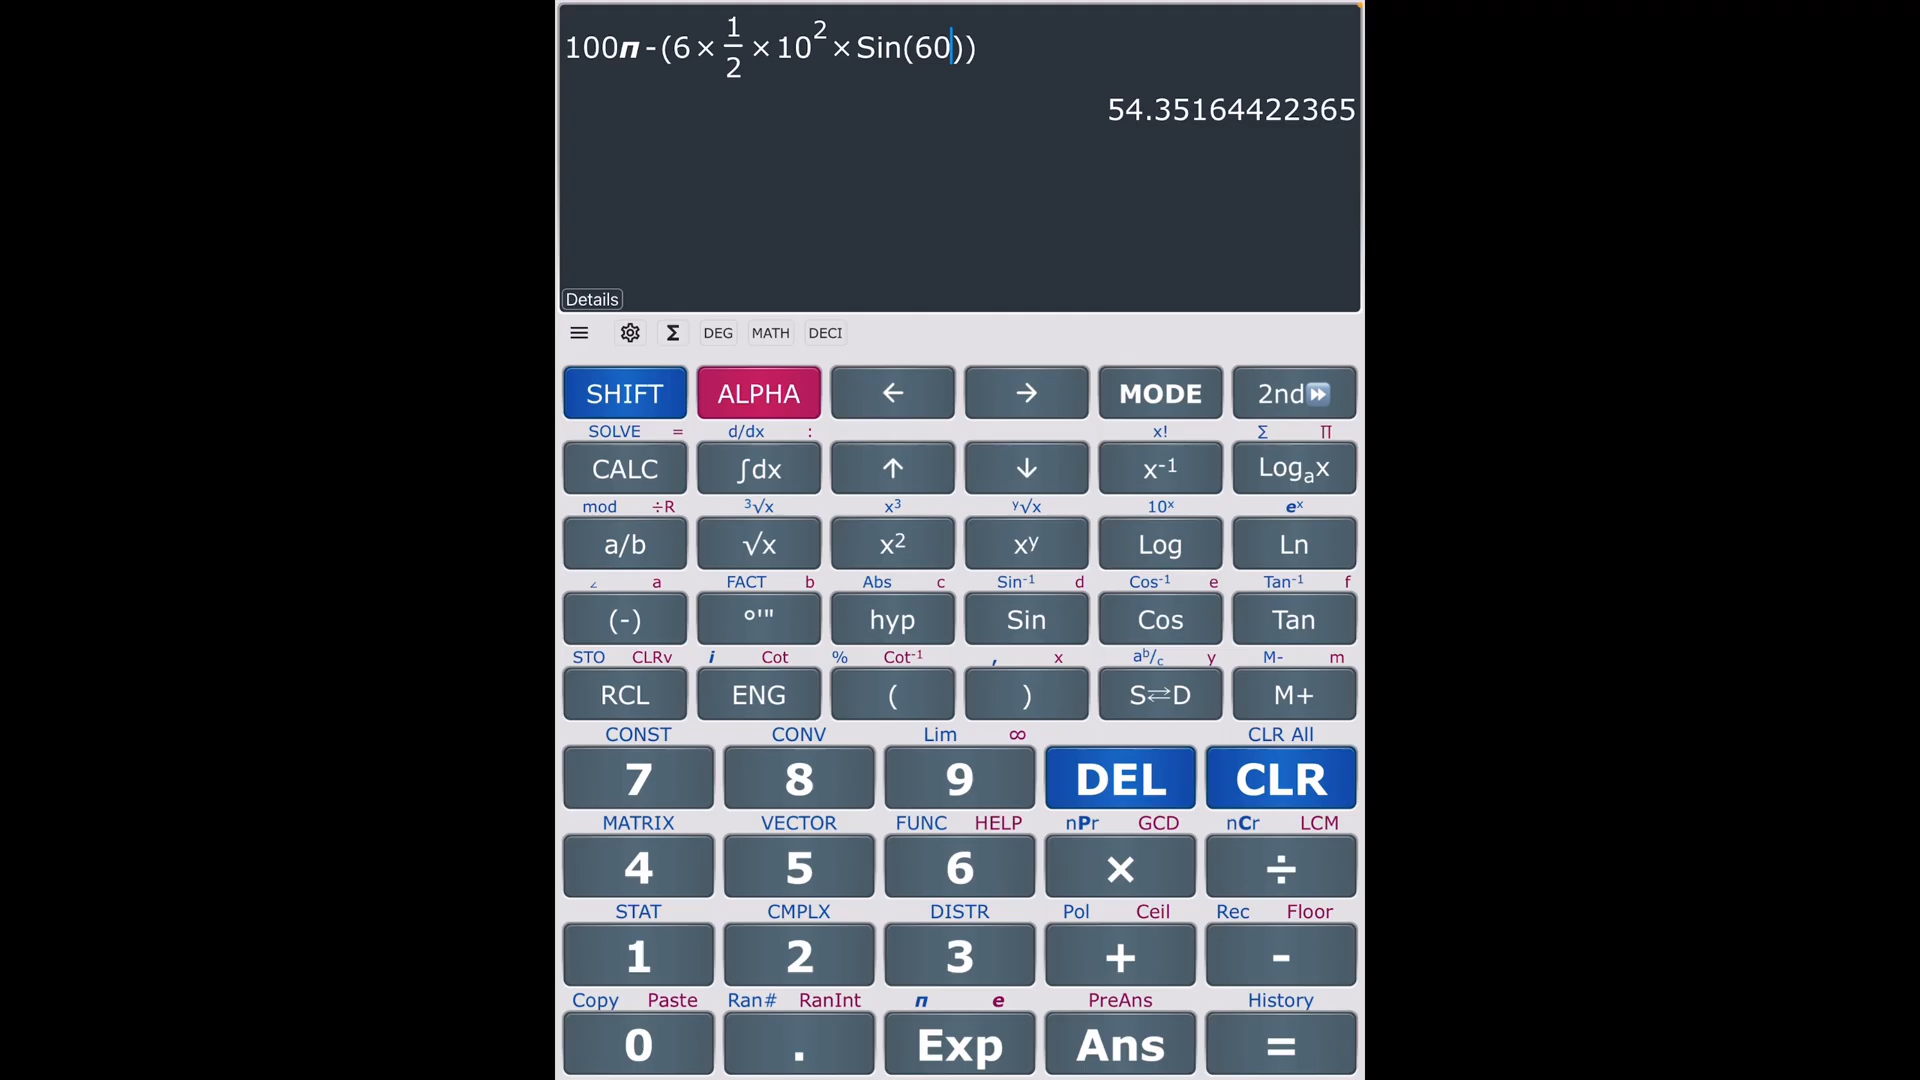 100π-(6×1/2×10²×Sin(60))
54.35164422365
Details
Σ DEG MATH DECI
SHIFT ALPHA ← → MODE 2nd⏩
SOLVE = d/dx : x! Σ ∏
CALC ∫dx ↑ ↓ x⁻¹ Logₐx
mod ÷R ³√x x³ ʸ√x 10ˣ eˣ
a/b √x x² xʸ Log Ln
∠ a FACT b Abs c Sin⁻¹ d Cos⁻¹ e Tan⁻¹ f
(-) °'" hyp Sin Cos Tan
STO CLRv i Cot % Cot⁻¹ , x aᵇ/c y M- m
RCL ENG ( ) S⇄D M+
CONST CONV Lim ∞ CLR All
7 8 9 DEL CLR
MATRIX VECTOR FUNC HELP nPr GCD nCr LCM
4 5 6 × ÷
STAT CMPLX DISTR Pol Ceil Rec Floor
1 2 3 + -
Copy Paste Ran# RanInt π e PreAns History
0 . Exp Ans =